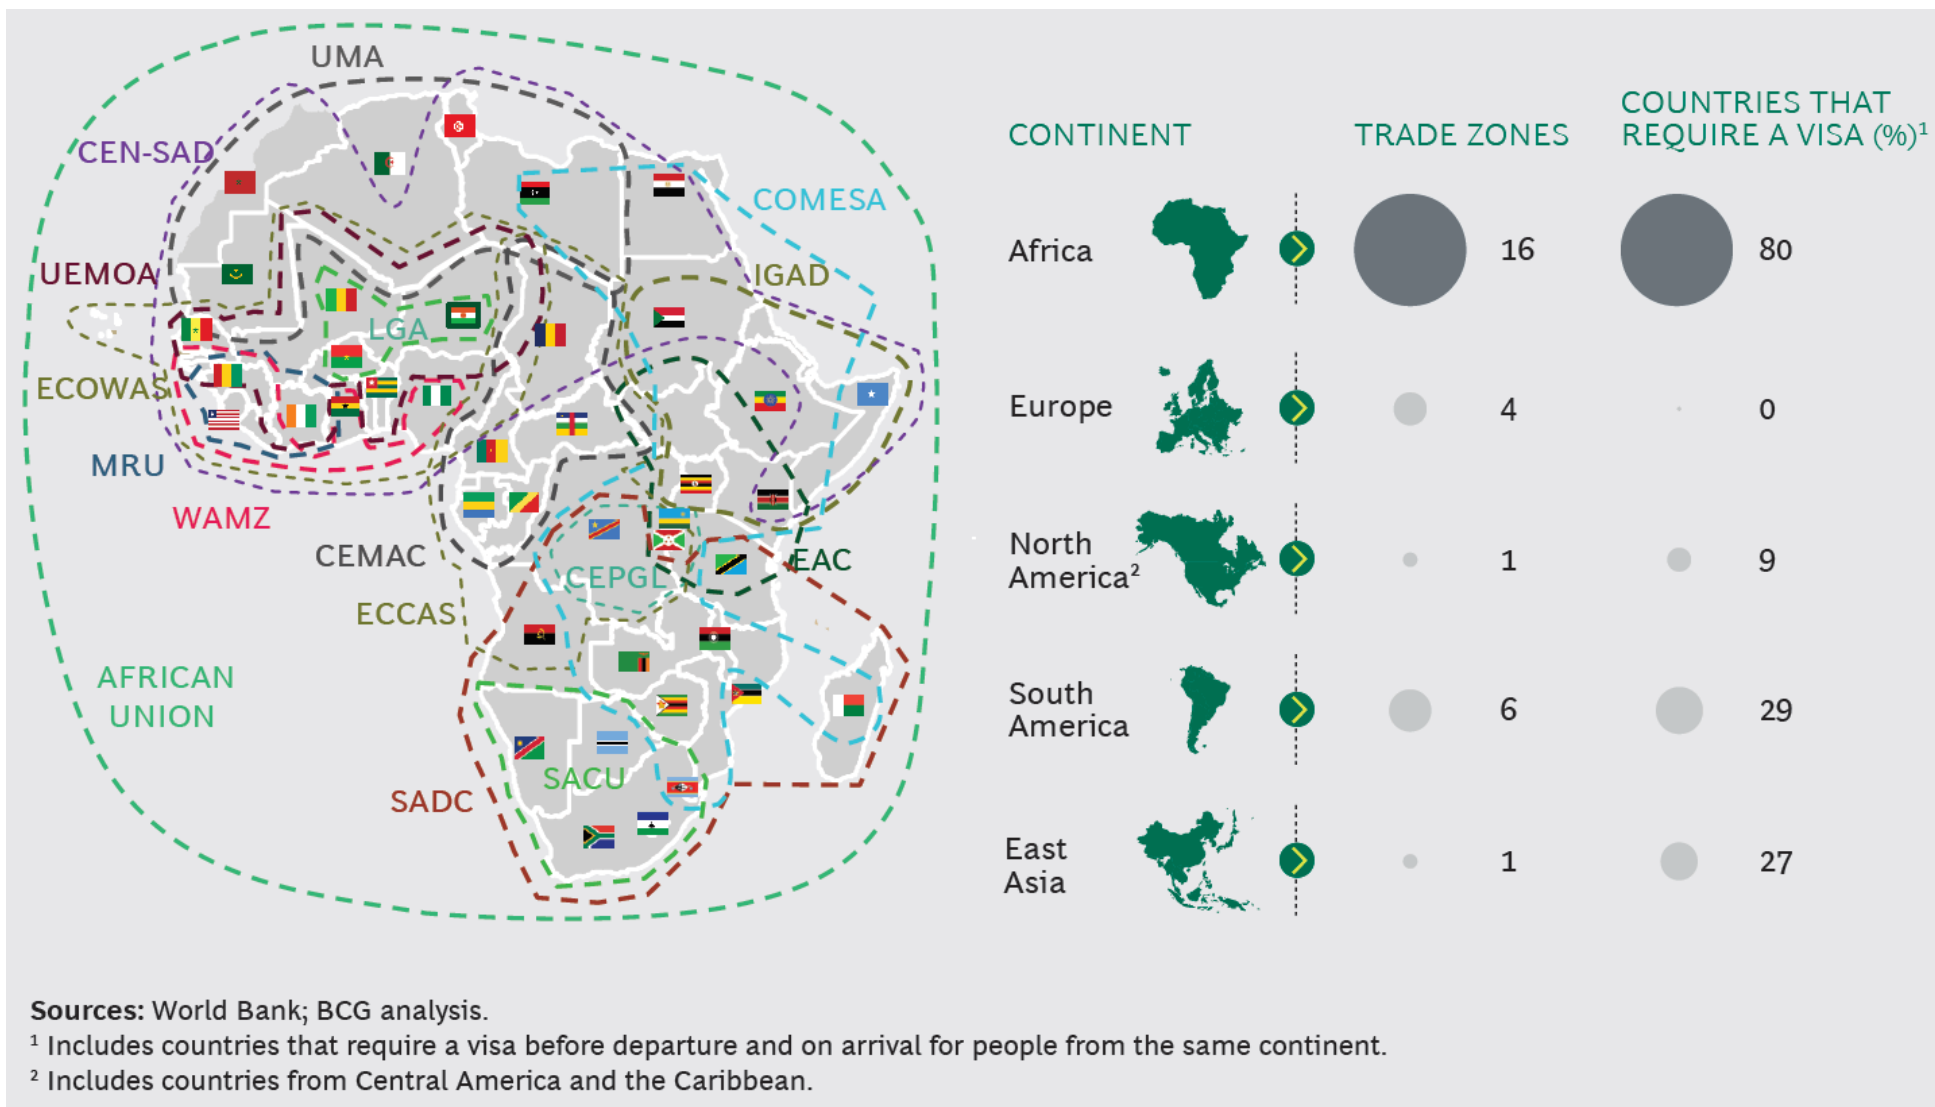 UMA
CEN-SAD
COMESA
UEMOA
IGAD
LGA
ECOWAS
MRU
WAMZ
CEMAC
EAC
CEPGL
ECCAS
AFRICAN
UNION
SACU
SADC
CONTINENT
TRADE ZONES
COUNTRIES THAT
REQUIRE A VISA (%)¹
Africa
16
80
Europe
4
0
North
America²
1
9
South
America
6
29
East
Asia
1
27
Sources: World Bank; BCG analysis.
¹ Includes countries that require a visa before departure and on arrival for people from the same continent.
² Includes countries from Central America and the Caribbean.